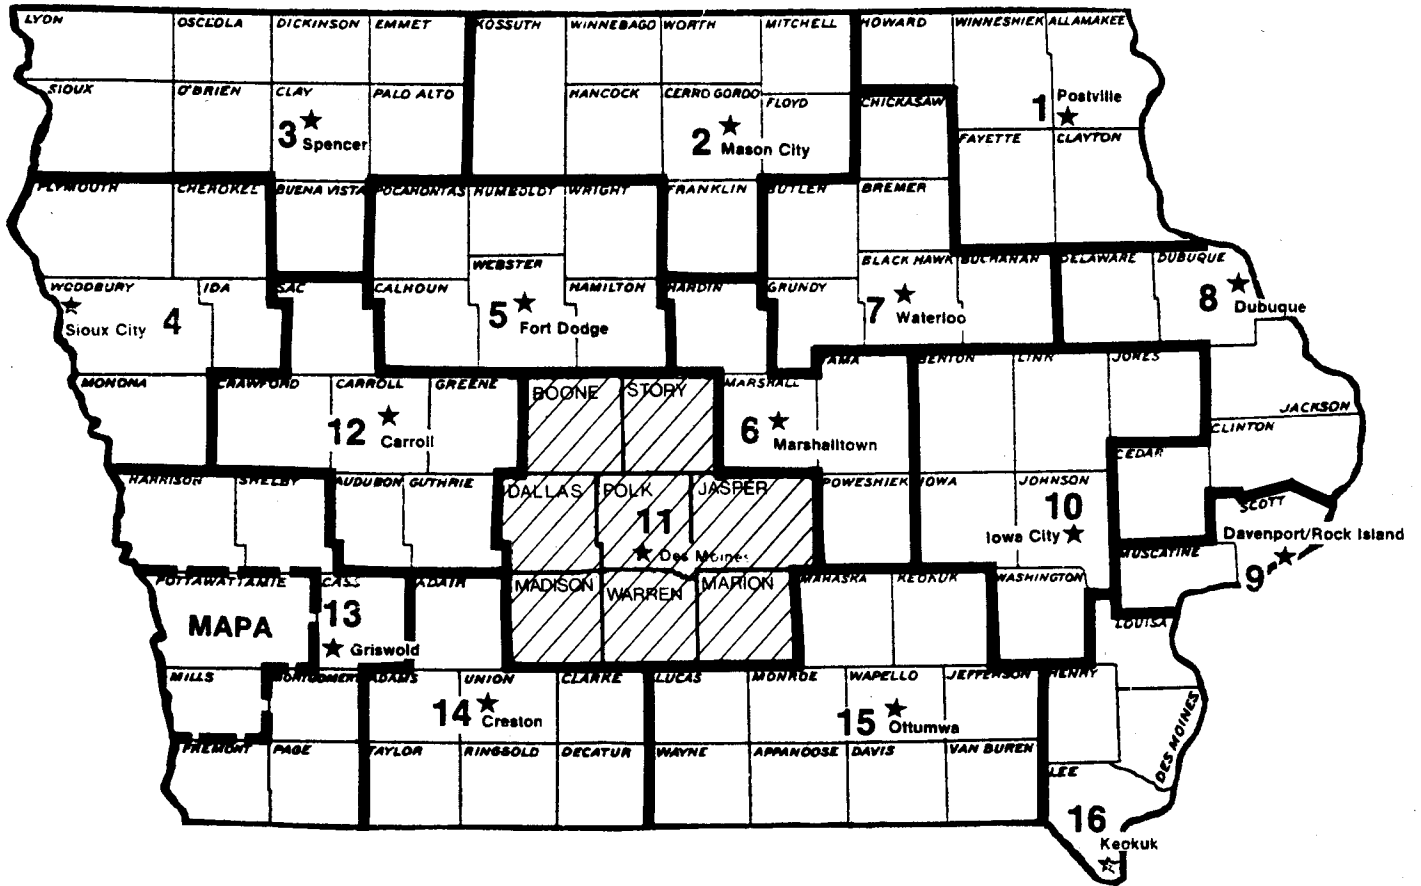 LYON OSCEOLA DICKINSON EMMET KOSSUTH WINNEBAGO WORTH MITCHELL HOWARD WINNESHIEK ALLAMAKEE
SIOUX O'BRIEN CLAY PALO ALTO HANCOCK CERRO GORDO FLOYD CHICKASAW
3 Spencer
2 Mason City
1 Postville
FAYETTE CLAYTON
PLYMOUTH CHEROKEE BUENA VISTA POCAHONTAS HUMBOLDT WRIGHT FRANKLIN BUTLER BREMER
WEBSTER BLACK HAWK BUCHANAN DELAWARE DUBUQUE
WOODBURY IDA SAC CALHOUN HAMILTON HARDIN GRUNDY
Sioux City 4
5 Fort Dodge
7 Waterloo
8 Dubuque
MONONA CRAWFORD CARROLL GREENE BOONE STORY MARSHALL TAMA BENTON LINN JONES
JACKSON
CLINTON
12 Carroll
6 Marshalltown
CEDAR
HARRISON SHELBY AUDUBON GUTHRIE DALLAS POLK JASPER POWESHIEK IOWA JOHNSON
SCOTT
11 Des Moines
10 Iowa City
Davenport/Rock Island
9
MUSCATINE
POTTAWATTAMIE CASS ADAIR MADISON WARREN MARION MAHASKA KEOKUK WASHINGTON
LOUISA
MAPA
13 Griswold
MILLS MONTGOMERY ADAMS UNION CLARKE LUCAS MONROE WAPELLO JEFFERSON HENRY
DES MOINES
14 Creston
15 Ottumwa
FREMONT PAGE TAYLOR RINGGOLD DECATUR WAYNE APPANOOSE DAVIS VAN BUREN
LEE
16 Keokuk